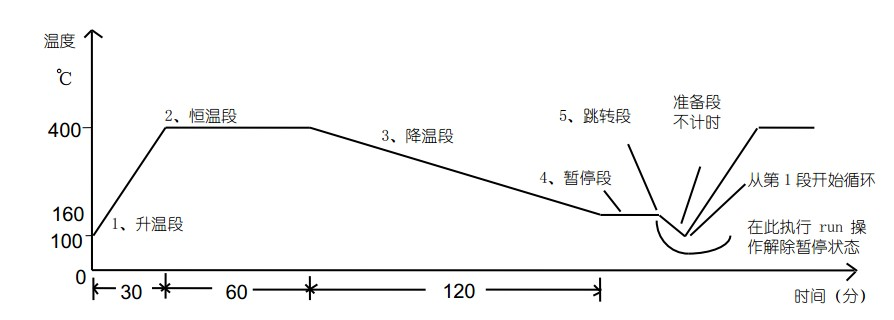 温度
℃
400
160
100
0
1、升温段
2、恒温段
3、降温段
4、暂停段
5、跳转段
准备段
不计时
从第 1 段开始循环
在此执行 run 操
作解除暂停状态
30
60
120
时间（分）